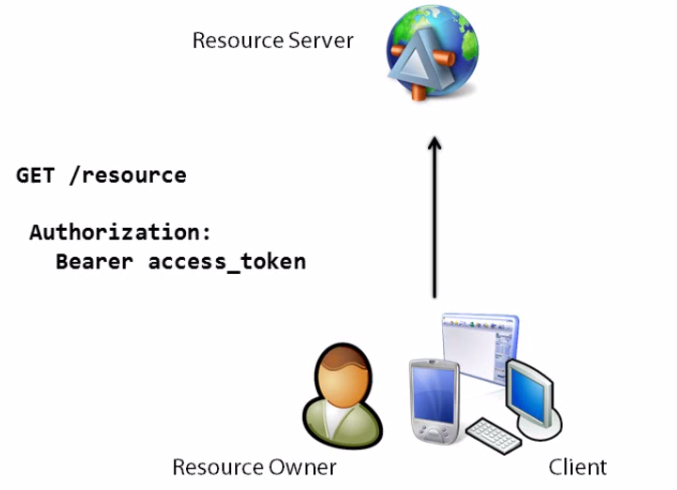 Resource Server
GET /resource
Authorization:
Bearer access_token
Resource Owner
Client